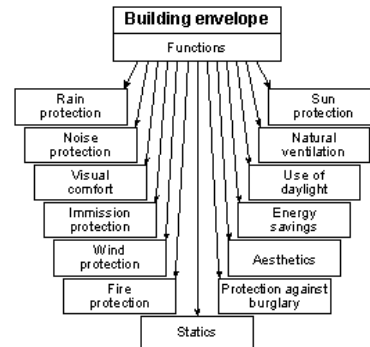 Building envelope
Functions
Rain
protection
Sun
protection
Noise
protection
Natural
ventilation
Visual
comfort
Use of
daylight
Immission
protection
Energy
savings
Wind
protection
Aesthetics
Fire
protection
Protection against
burglary
Statics